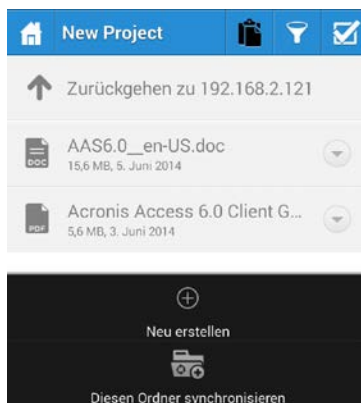 New Project
Zurückgehen zu 192.168.2.121
AAS6.0__en-US.doc
15,6 MB, 5. Juni 2014
DOC
Acronis Access 6.0 Client G...
5,6 MB, 3. Juni 2014
PDF
Neu erstellen
Diesen Ordner synchronisieren